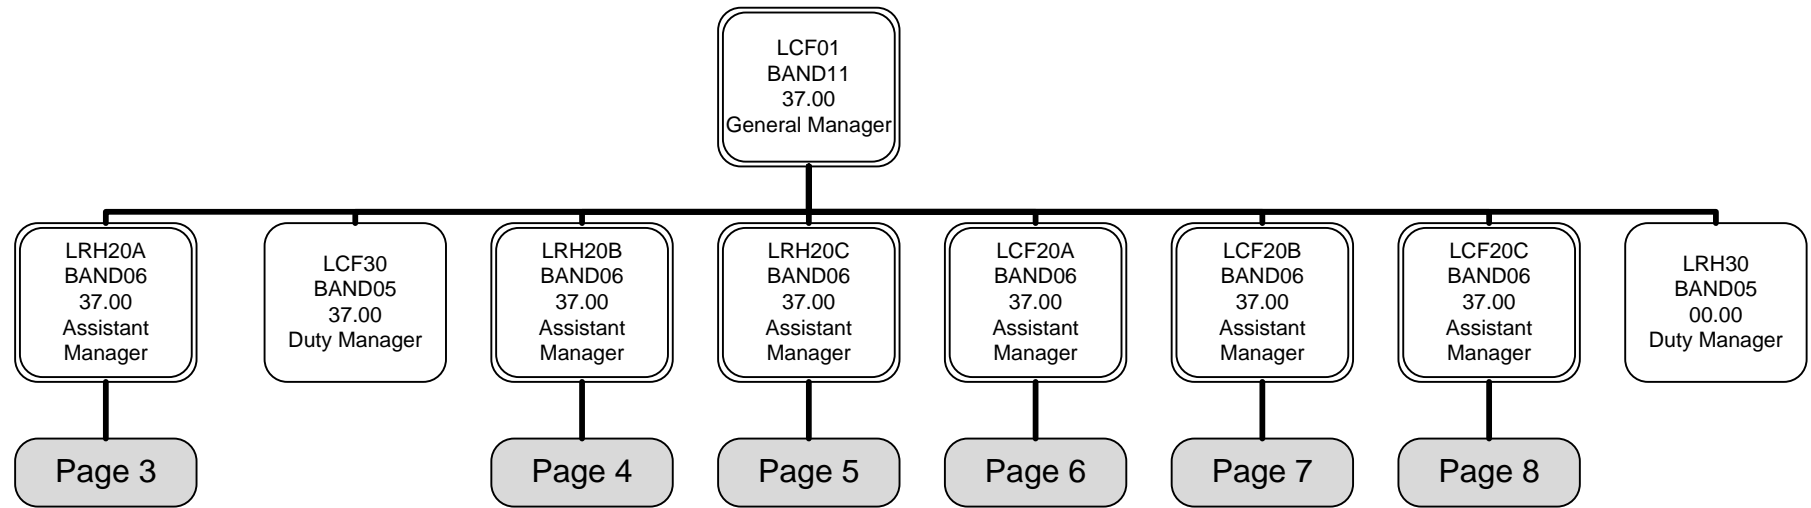 LCF01
BAND11
37.00
General Manager
LRH20A
BAND06
37.00
Assistant
Manager
LCF30
BAND05
37.00
Duty Manager
LRH20B
BAND06
37.00
Assistant
Manager
LRH20C
BAND06
37.00
Assistant
Manager
LCF20A
BAND06
37.00
Assistant
Manager
LCF20B
BAND06
37.00
Assistant
Manager
LCF20C
BAND06
37.00
Assistant
Manager
LRH30
BAND05
00.00
Duty Manager
Page 3
Page 4
Page 5
Page 6
Page 7
Page 8